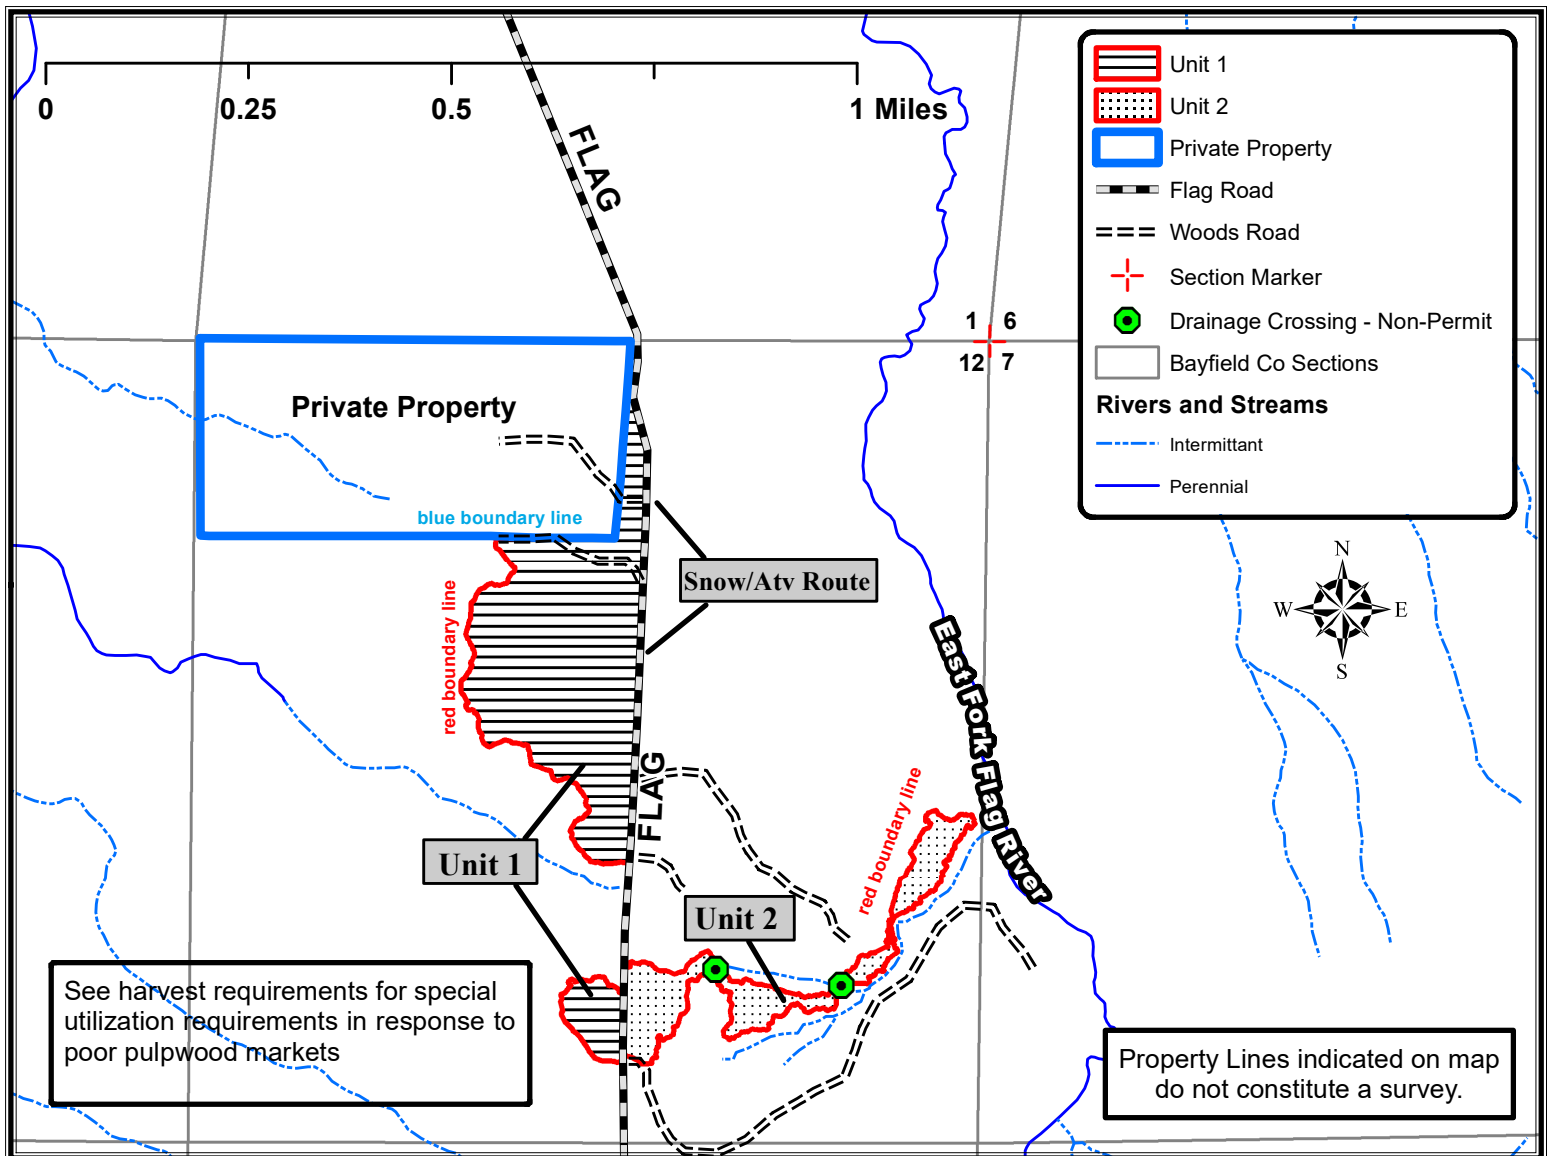 0
0.25
0.5
1 Miles
FLAG
Unit 1
Unit 2
Private Property
Flag Road
Woods Road
Section Marker
Drainage Crossing - Non-Permit
Bayfield Co Sections
Rivers and Streams
Intermittant
Perennial
1 6
12 7
Private Property
blue boundary line
Snow/Atv Route
red boundary line
N
W E
S
East Fork Flag River
FLAG
red boundary line
Unit 1
Unit 2
See harvest requirements for special
utilization requirements in response to
poor pulpwood markets
Property Lines indicated on map
do not constitute a survey.